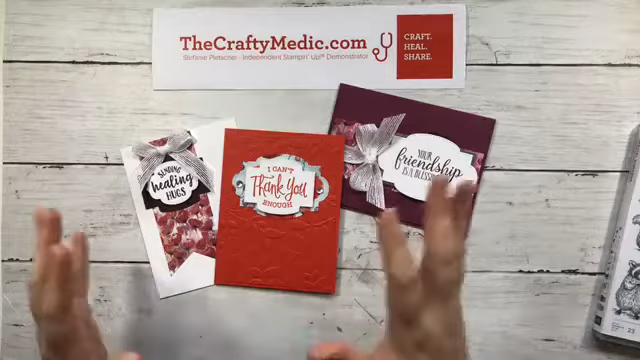 TheCraftyMedic.com
Stefanie Pletscher - Independent Stampin' Up!® Demonstrator
CRAFT.
HEAL.
SHARE.
SENDING
healing
HUGS
I CAN'T
Thank You
ENOUGH
YOUR
friendship
IS A BLESSING
23